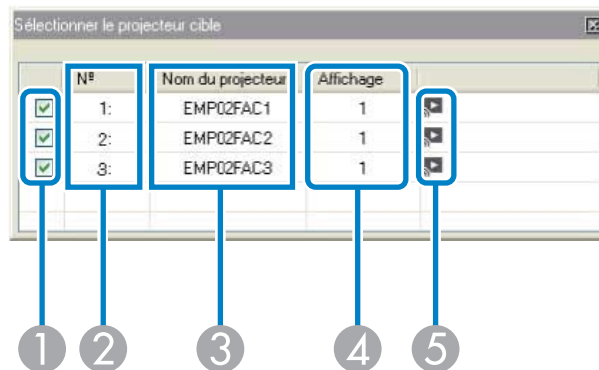 Sélectionner le projecteur cible
Nº Nom du projecteur Affichage
1: EMP02FAC1 1
2: EMP02FAC2 1
3: EMP02FAC3 1
1 2 3 4 5